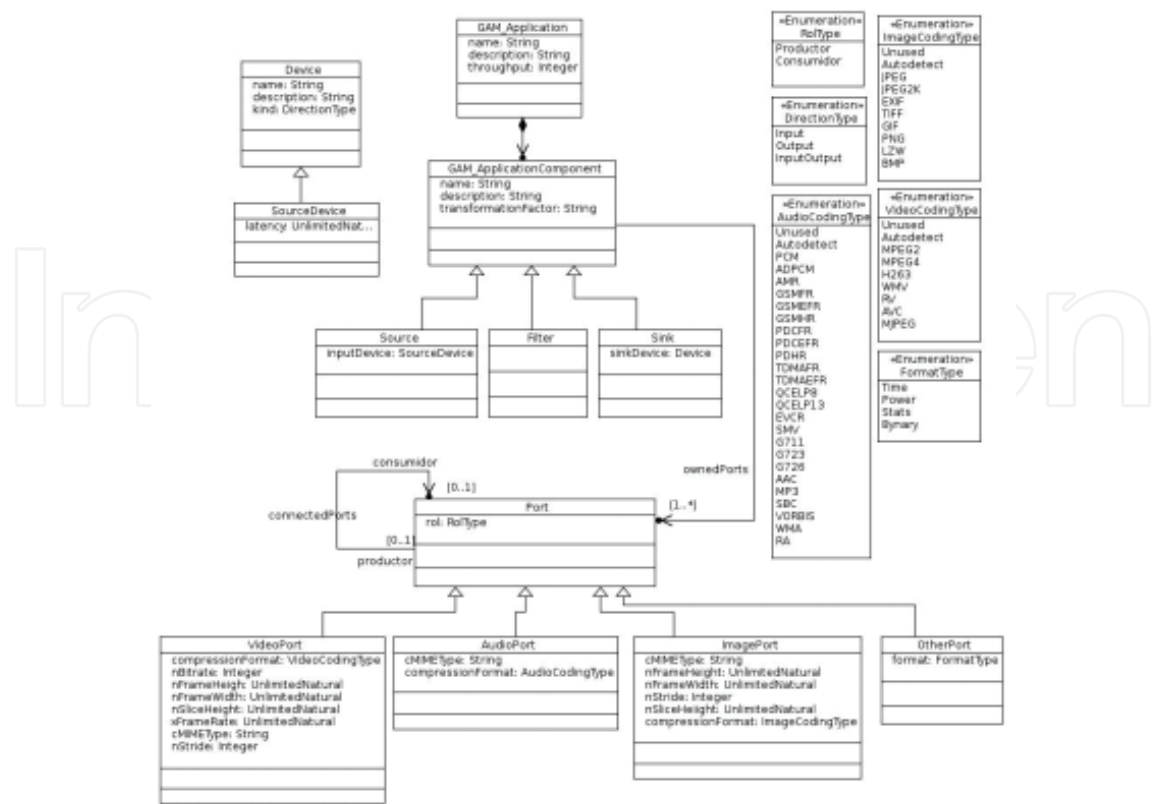 GAM_Application
name: String
description: String
throughput: Integer
Device
name: String
description: String
kind: DirectionType
SourceDevice
latency: UnlimitedNat...
GAM_ApplicationComponent
name: String
description: String
transformationFactor: String
Source
inputDevice: SourceDevice
Filter
Sink
sinkDevice: Device
ownedPorts
[1..*]
consumidor
[0..1]
connectedPorts
[0..1]
productor
Port
rol: RolType
VideoPort
compressionFormat: VideoCodingType
nBitrate: Integer
nFrameHeigh: UnlimitedNatural
nFrameWidth: UnlimitedNatural
nSliceHeight: UnlimitedNatural
xFrameRate: UnlimitedNatural
cMIMEType: String
nStride: Integer
AudioPort
cMIMEType: String
compressionFormat: AudioCodingType
ImagePort
cMIMEType: String
nFrameHeight: UnlimitedNatural
nFrameWidth: UnlimitedNatural
nStride: Integer
nSliceHeight: UnlimitedNatural
compressionFormat: ImageCodingType
OtherPort
format: FormatType
«Enumeration»
RolType
Productor
Consumidor
«Enumeration»
DirectionType
Input
Output
InputOutput
«Enumeration»
AudioCodingType
Unused
Autodetect
PCM
ADPCM
AMR
GSMFR
GSMEFR
GSMHR
PDCFR
PDCEFR
PDHR
TDMAFR
TDMAEFR
QCELP8
QCELP13
EVCR
SMV
G711
G723
G726
AAC
MP3
SBC
VORBIS
WMA
RA
«Enumeration»
ImageCodingType
Unused
Autodetect
JPEG
JPEG2K
EXIF
TIFF
GIF
PNG
LZW
BMP
«Enumeration»
VideoCodingType
Unused
Autodetect
MPEG2
MPEG4
H263
WMV
RV
AVC
MJPEG
«Enumeration»
FormatType
Time
Power
Stats
Bynary